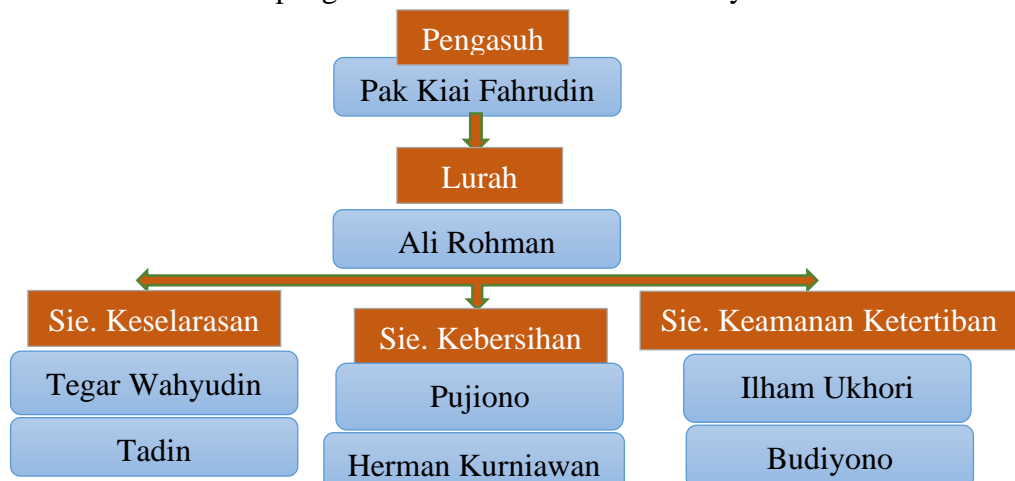 Pengasuh
Pak Kiai Fahrudin
Lurah
Ali Rohman
Sie. Keselarasan
Tegar Wahyudin
Tadin
Sie. Kebersihan
Pujiono
Herman Kurniawan
Sie. Keamanan Ketertiban
Ilham Ukhori
Budiyono